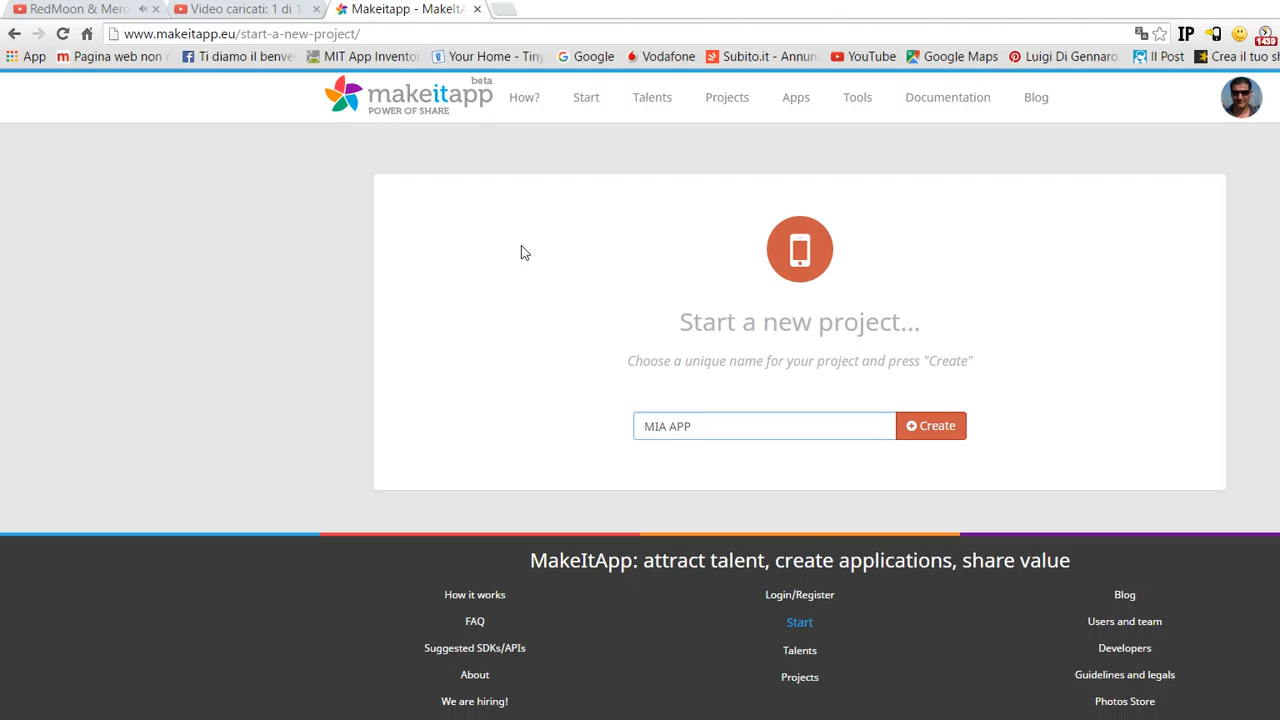 RedMoon & Merc
Video caricati: 1 di 1
Makeitapp - MakeItA
www.makeitapp.eu/start-a-new-project/
IP
1439
App
Pagina web non d
Ti diamo il benve
MIT App Inventor
Your Home - Tiny
Google
Vodafone
Subito.it - Annun
YouTube
Google Maps
Luigi Di Gennaro
Il Post
Crea il tuo s
beta
makeitapp
POWER OF SHARE
How?
Start
Talents
Projects
Apps
Tools
Documentation
Blog
Start a new project...
Choose a unique name for your project and press "Create"
MIA APP
Create
MakeItApp: attract talent, create applications, share value
How it works
FAQ
Suggested SDKs/APIs
About
We are hiring!
Login/Register
Start
Talents
Projects
Blog
Users and team
Developers
Guidelines and legals
Photos Store